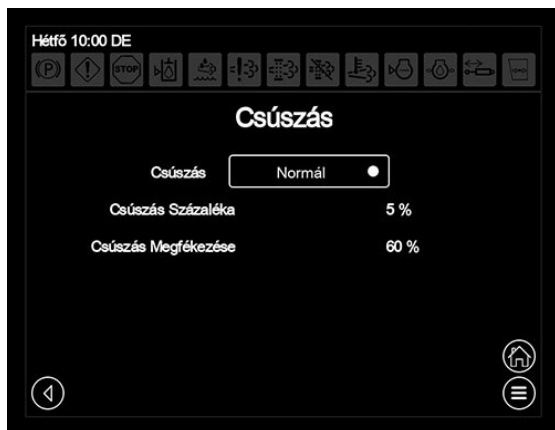 Hétfő 10:00 DE
(P) STOP
Csúszás
Csúszás Normál
Csúszás Százaléka 5 %
Csúszás Megfékezése 60 %